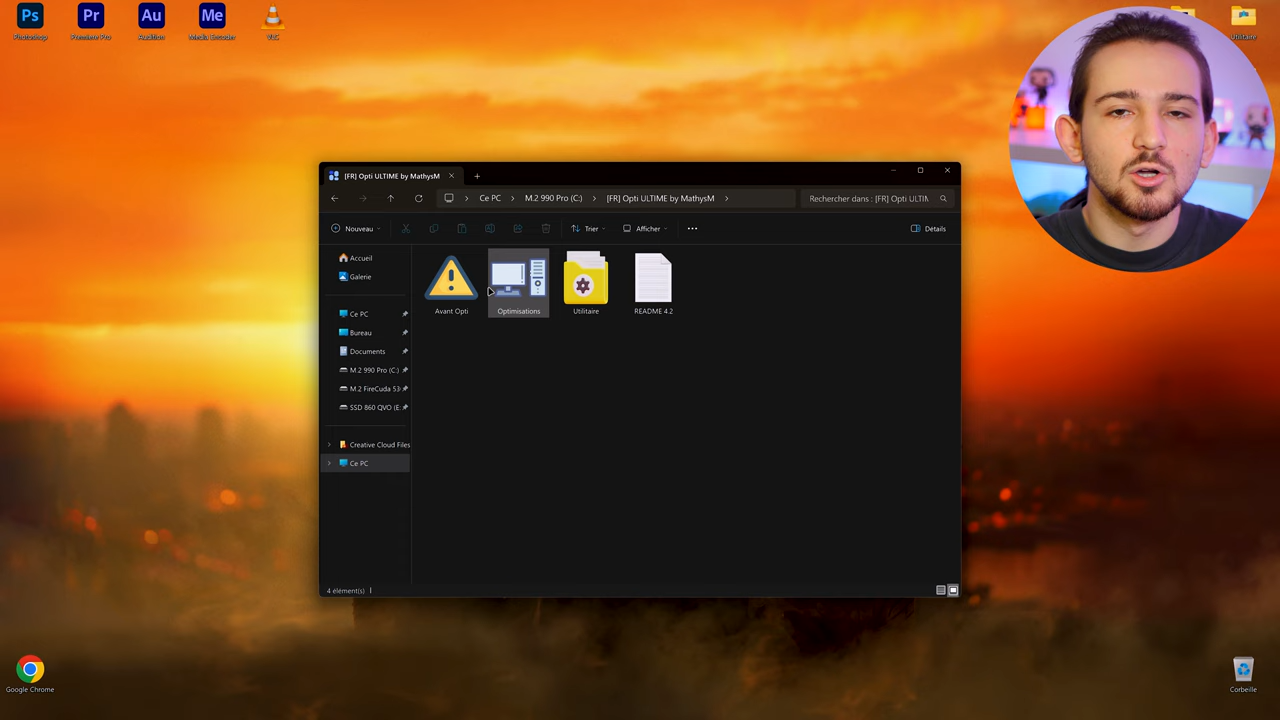 Ps
Pr
Au
Me
Photoshop
Premiere Pro
Audition
Media Encoder
VLC
Utilitaire
[FR] Opti ULTIME by MathysM
Ce PC
M.2 990 Pro (C:)
[FR] Opti ULTIME by MathysM
Rechercher dans : [FR] Opti ULTIM
Nouveau
Trier
Afficher
Détails
Accueil
Galerie
Ce PC
Bureau
Documents
M.2 990 Pro (C:)
M.2 FireCuda 53
SSD 860 QVO (E:
Creative Cloud Files
Ce PC
Avant Opti
Optimisations
Utilitaire
README 4.2
4 élément(s)
Google Chrome
Corbeille